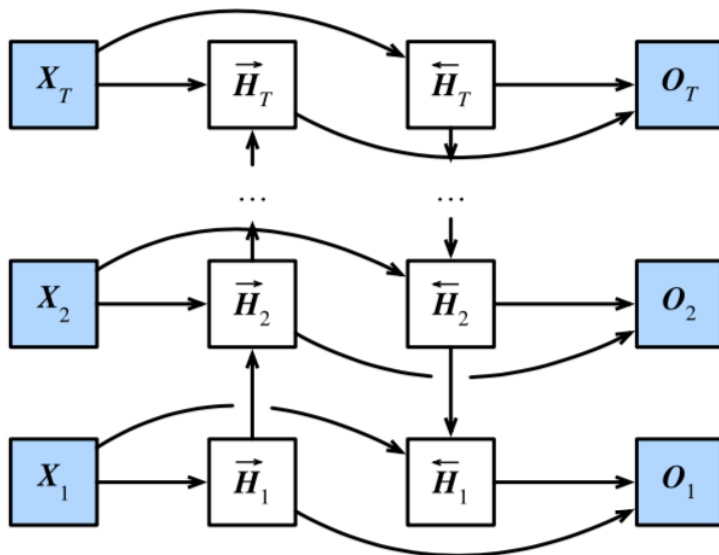 X_T →H_T ←H_T O_T
... ...
X_2 →H_2 ←H_2 O_2
X_1 →H_1 ←H_1 O_1